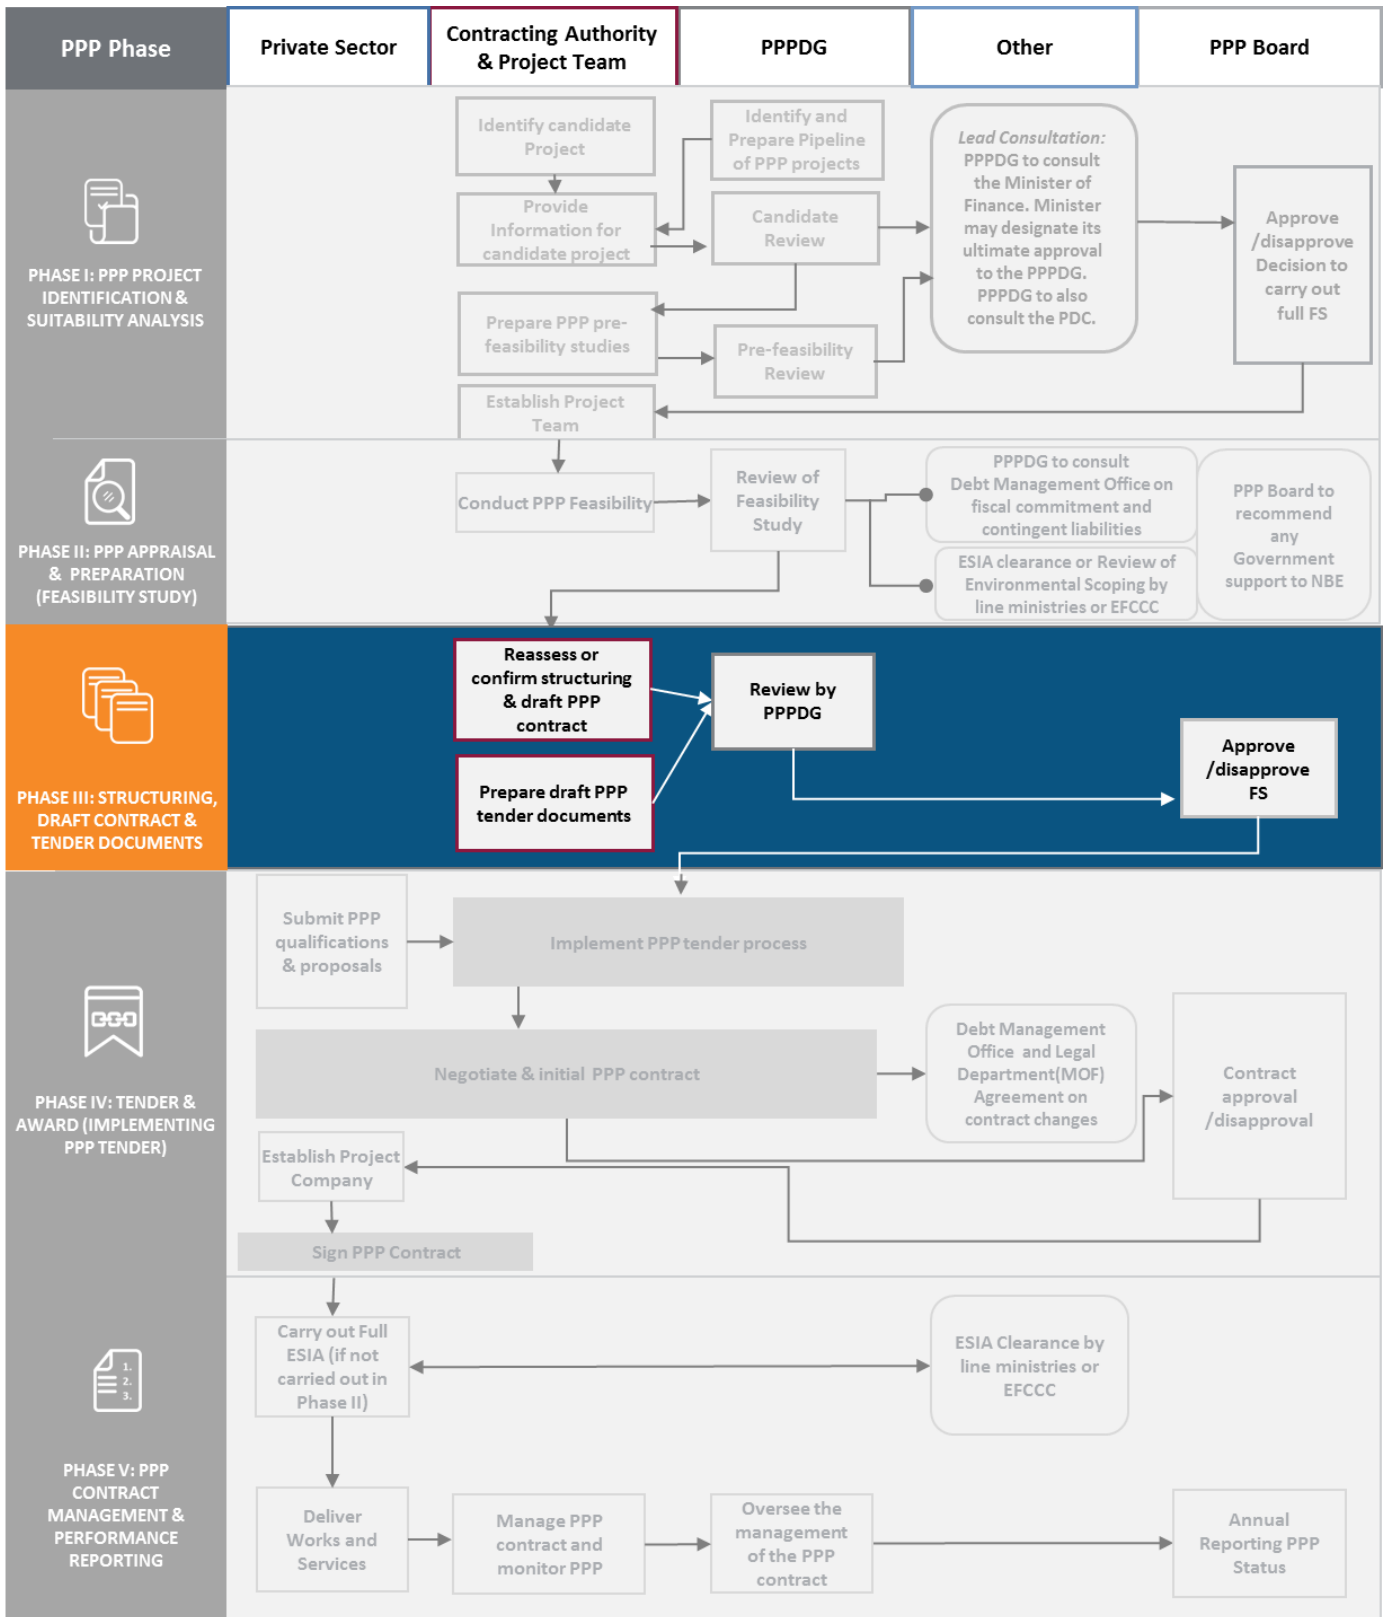 PPP Phase
Private Sector
Contracting Authority
& Project Team
PPPDG
Other
PPP Board
PHASE I: PPP PROJECT
IDENTIFICATION &
SUITABILITY ANALYSIS
Identify candidate
Project
Identify and
Prepare Pipeline
of PPP projects
Provide
Information for
candidate project
Candidate
Review
Lead Consultation:
PPPDG to consult
the Minister of
Finance. Minister
may designate its
ultimate approval
to the PPPDG.
PPPDG to also
consult the PDC.
Approve
/disapprove
Decision to
carry out
full FS
Prepare PPP pre-
feasibility studies
Pre-feasibility
Review
Establish Project
Team
PHASE II: PPP APPRAISAL
& PREPARATION
(FEASIBILITY STUDY)
Conduct PPP Feasibility
Review of
Feasibility
Study
PPPDG to consult
Debt Management Office on
fiscal commitment and
contingent liabilities
ESIA clearance or Review of
Environmental Scoping by
line ministries or EFCCC
PPP Board to
recommend
any
Government
support to NBE
PHASE III: STRUCTURING,
DRAFT CONTRACT &
TENDER DOCUMENTS
Reassess or
confirm structuring
& draft PPP
contract
Prepare draft PPP
tender documents
Review by
PPPDG
Approve
/disapprove
FS
PHASE IV: TENDER &
AWARD (IMPLEMENTING
PPP TENDER)
Submit PPP
qualifications
& proposals
Implement PPP tender process
Negotiate & initial PPP contract
Debt Management
Office and Legal
Department(MOF)
Agreement on
contract changes
Contract
approval
/disapproval
Establish Project
Company
Sign PPP Contract
PHASE V: PPP
CONTRACT
MANAGEMENT &
PERFORMANCE
REPORTING
1.
2.
3.
Carry out Full
ESIA (if not
carried out in
Phase II)
ESIA Clearance by
line ministries or
EFCCC
Deliver
Works and
Services
Manage PPP
contract and
monitor PPP
Oversee the
management
of the PPP
contract
Annual
Reporting PPP
Status